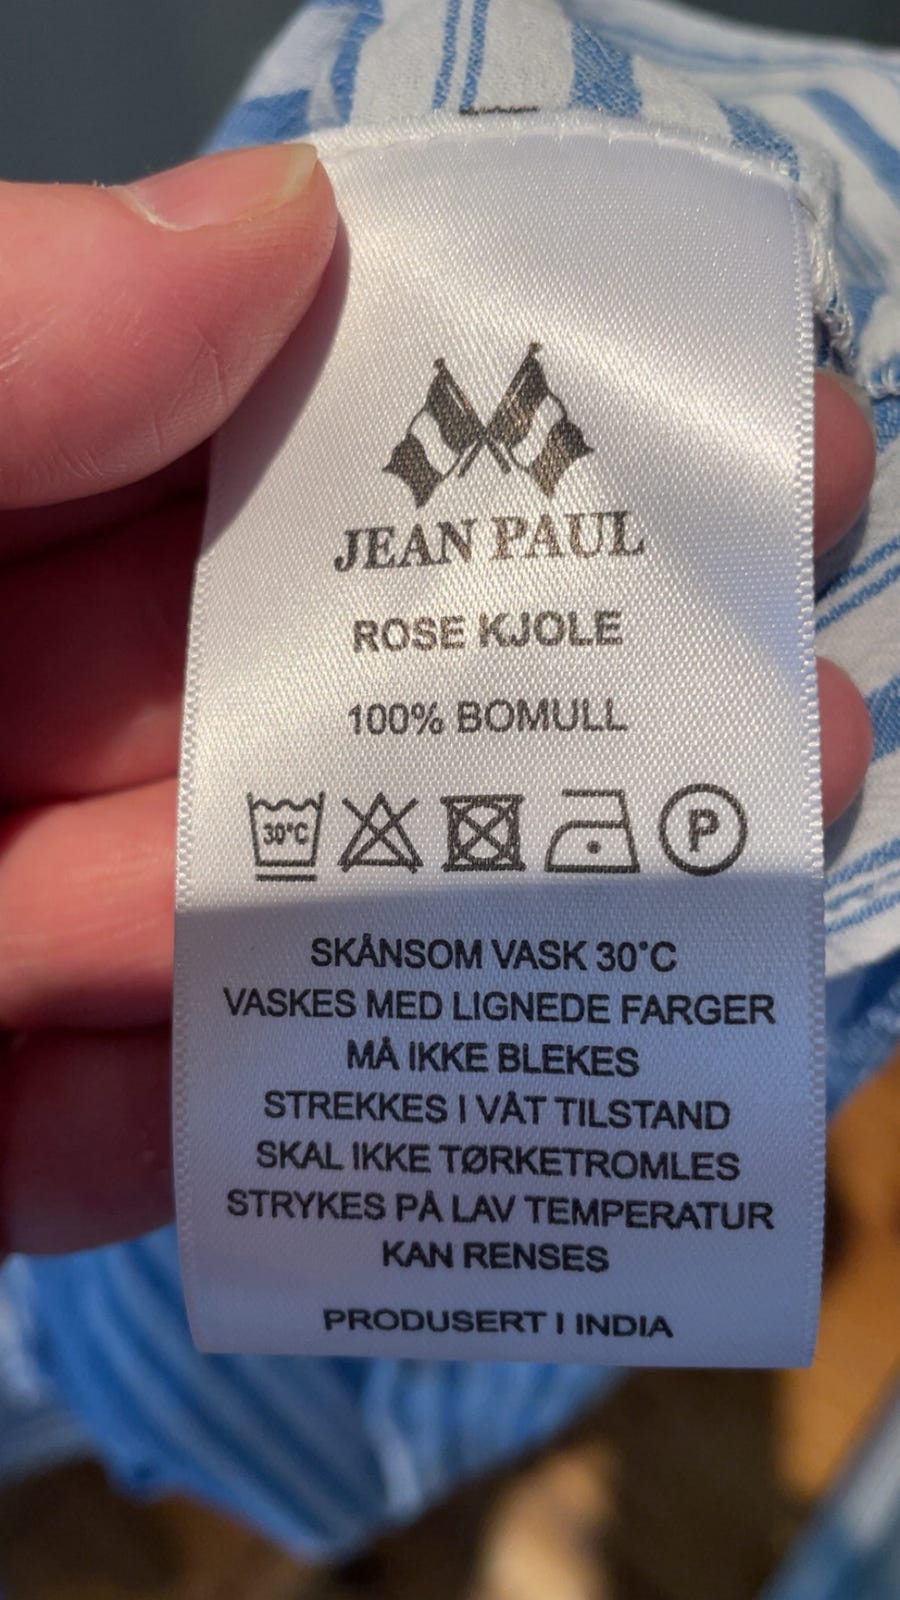 JEAN PAUL
ROSE KJOLE
100% BOMULL
30°C P
SKÅNSOM VASK 30°C
VASKES MED LIGNEDE FARGER
MÅ IKKE BLEKES
STREKKES I VÅT TILSTAND
SKAL IKKE TØRKETROMLES
STRYKES PÅ LAV TEMPERATUR
KAN RENSES
PRODUSERT I INDIA